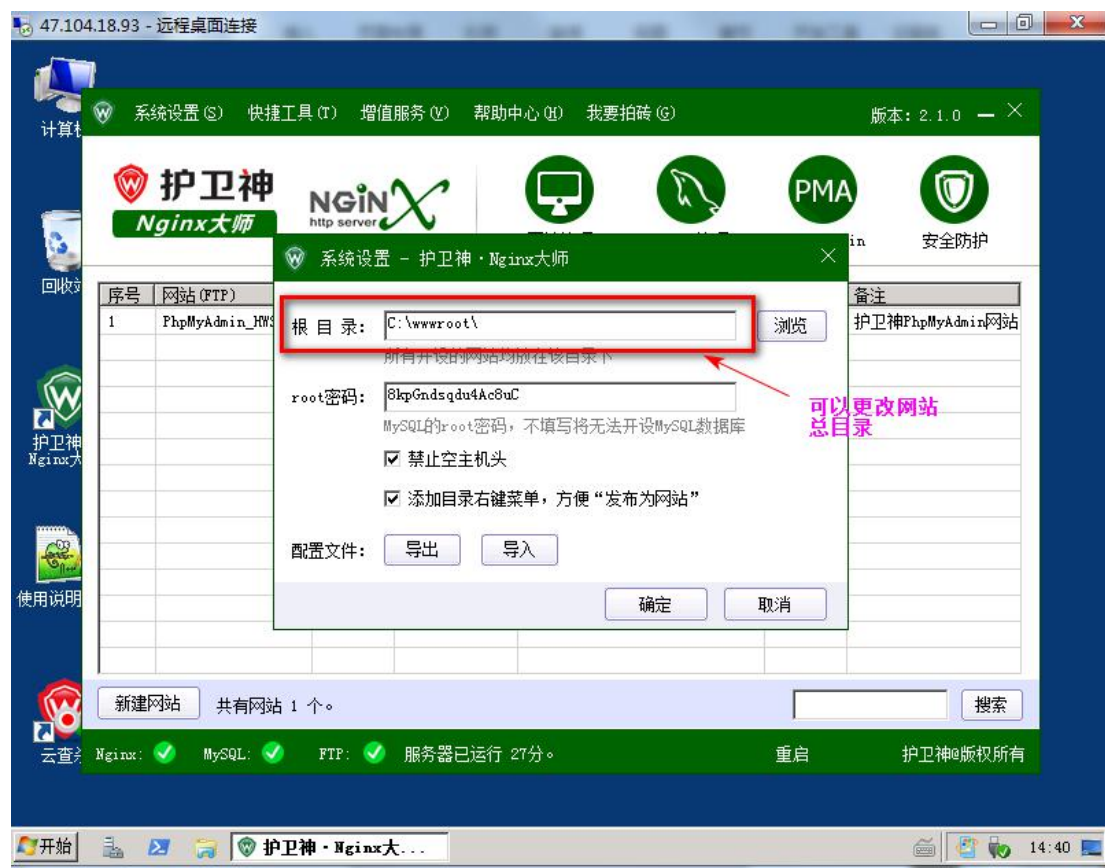 47.104.18.93 - 远程桌面连接
计算机
系统设置(S) 快捷工具(T) 增值服务(V) 帮助中心(H) 我要拍砖(G) 版本: 2.1.0
护卫神
Nginx大师
NGiNX
http server
PMA
in
安全防护
回收站
系统设置 - 护卫神·Nginx大师
序号 网站(FTP) 备注
1 PhpMyAdmin_HWS 护卫神PhpMyAdmin网站
根 目 录: C:\wwwroot\ 浏览
所有开设的网站均放在该目录下
root密码: 8kpGndsqdu4Ac8uC
MySQL的root密码,不填写将无法开设MySQL数据库
可以更改网站
总目录
禁止空主机头
添加目录右键菜单,方便“发布为网站”
护卫神
Nginx大
配置文件: 导出 导入
确定 取消
使用说明
新建网站 共有网站 1 个。 搜索
云查杀
Nginx: MySQL: FTP: 服务器已运行 27分。 重启 护卫神@版权所有
开始 护卫神·Nginx大... 14:40